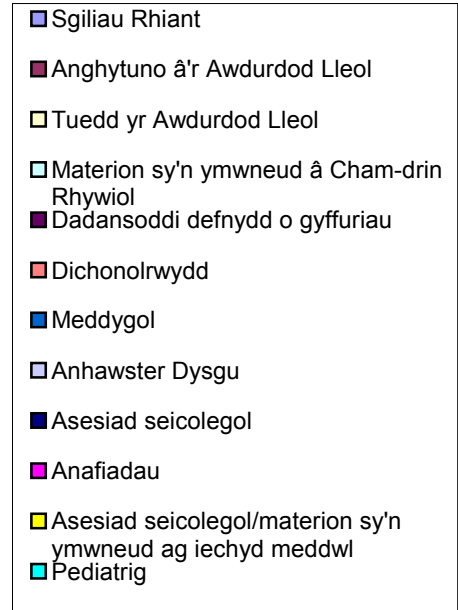 Sgiliau Rhiant
Anghytuno â'r Awdurdod Lleol
Tuedd yr Awdurdod Lleol
Materion sy'n ymwneud â Cham-drin
Rhywiol
Dadansoddi defnydd o gyffuriau
Dichonolrwydd
Meddygol
Anhawster Dysgu
Asesiad seicolegol
Anafiadau
Asesiad seicolegol/materion sy'n
ymwneud ag iechyd meddwl
Pediatrig